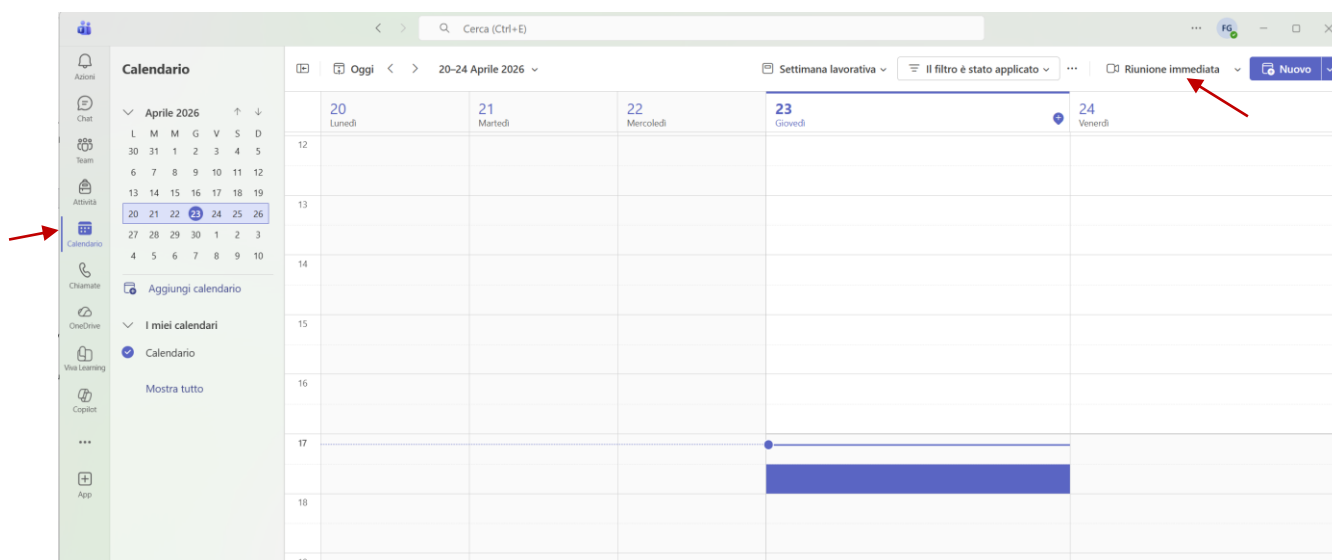 Cerca (Ctrl+E)
FG
Azioni
Chat
Team
Attività
Calendario
Chiamate
OneDrive
Viva Learning
Copilot
App
Calendario
Aprile 2026
L M M G V S D
30 31 1 2 3 4 5
6 7 8 9 10 11 12
13 14 15 16 17 18 19
20 21 22 23 24 25 26
27 28 29 30 1 2 3
4 5 6 7 8 9 10
Aggiungi calendario
I miei calendari
Calendario
Mostra tutto
Oggi
20–24 Aprile 2026
Settimana lavorativa
Il filtro è stato applicato
Riunione immediata
Nuovo
20 21 22 23 24
Lunedì Martedì Mercoledì Giovedì Venerdì
12
13
14
15
16
17
18